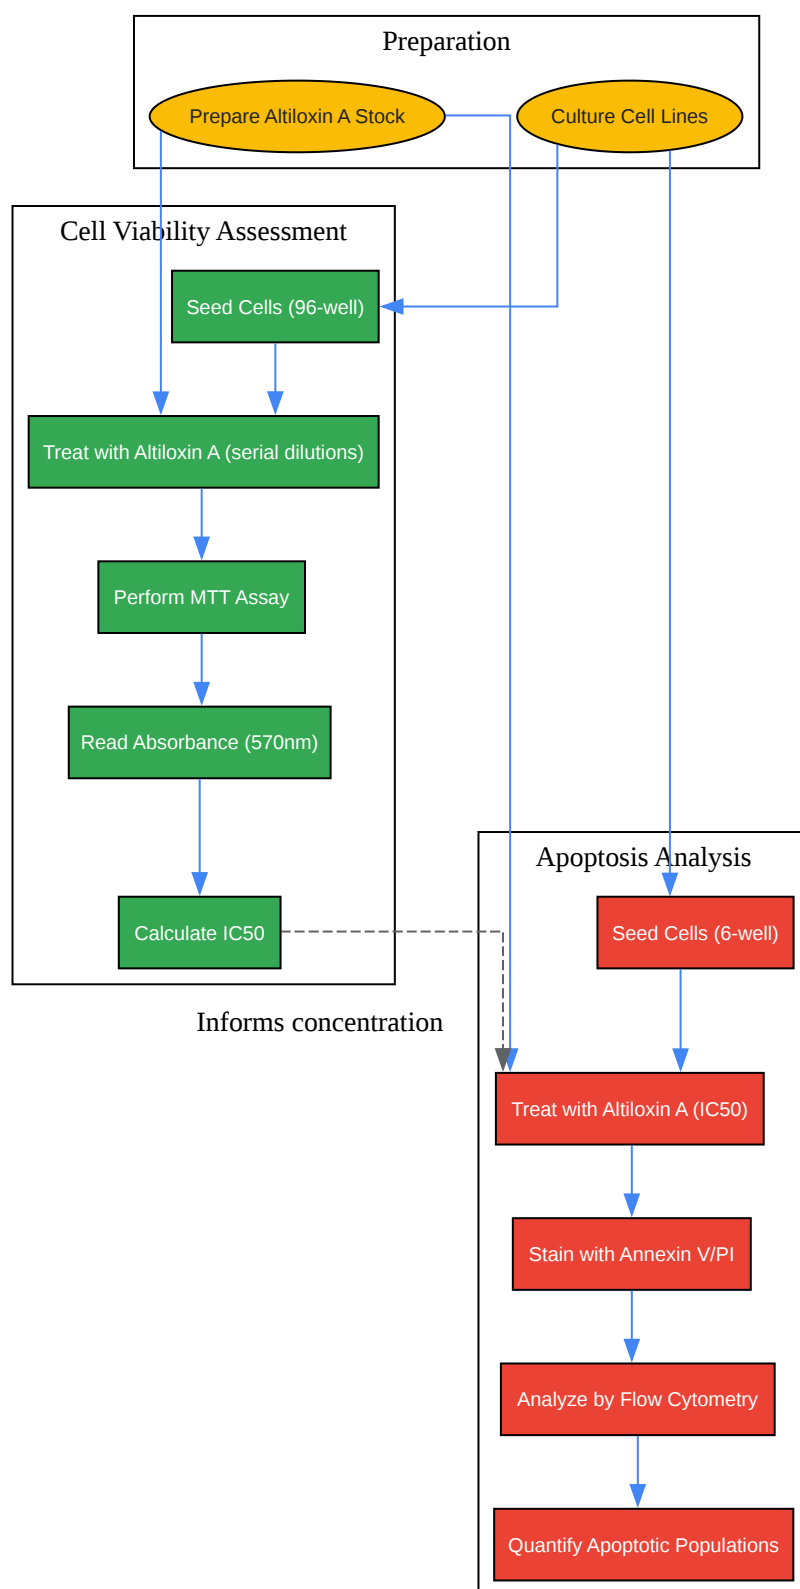 Preparation
Prepare Altiloxin A Stock
Culture Cell Lines
Cell Viability Assessment
Seed Cells (96-well)
Treat with Altiloxin A (serial dilutions)
Perform MTT Assay
Read Absorbance (570nm)
Calculate IC50
Informs concentration
Apoptosis Analysis
Seed Cells (6-well)
Treat with Altiloxin A (IC50)
Stain with Annexin V/PI
Analyze by Flow Cytometry
Quantify Apoptotic Populations